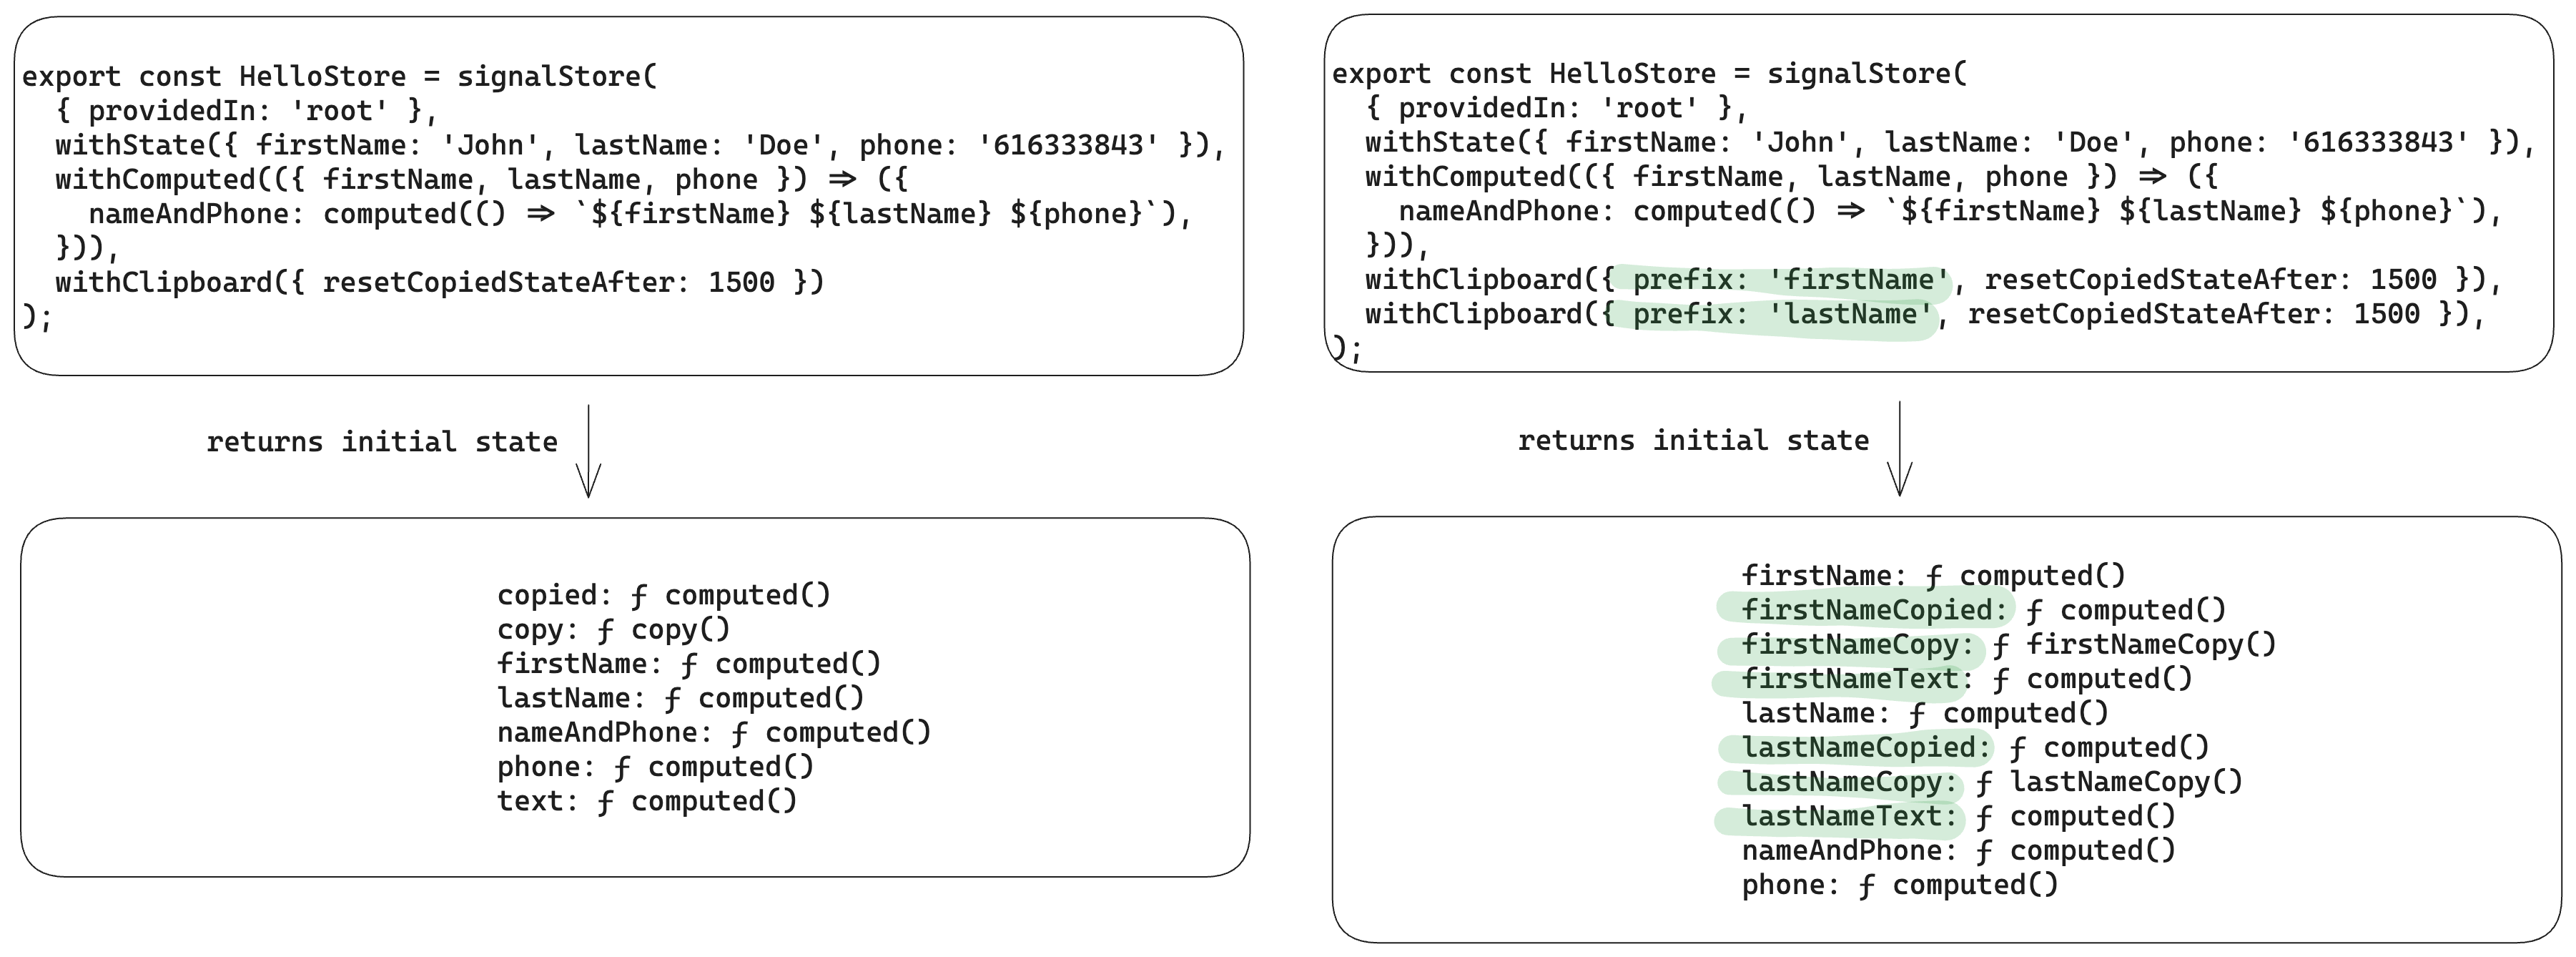 export const HelloStore = signalStore(
  { providedIn: 'root' },
  withState({ firstName: 'John', lastName: 'Doe', phone: '616333843' }),
  withComputed(({ firstName, lastName, phone }) => ({
    nameAndPhone: computed(() => `${firstName} ${lastName} ${phone}`),
  })),
  withClipboard({ resetCopiedStateAfter: 1500 })
);
returns initial state
copied: ƒ computed()
copy: ƒ copy()
firstName: ƒ computed()
lastName: ƒ computed()
nameAndPhone: ƒ computed()
phone: ƒ computed()
text: ƒ computed()
export const HelloStore = signalStore(
  { providedIn: 'root' },
  withState({ firstName: 'John', lastName: 'Doe', phone: '616333843' }),
  withComputed(({ firstName, lastName, phone }) => ({
    nameAndPhone: computed(() => `${firstName} ${lastName} ${phone}`),
  })),
  withClipboard({ prefix: 'firstName', resetCopiedStateAfter: 1500 }),
  withClipboard({ prefix: 'lastName', resetCopiedStateAfter: 1500 }),
);
returns initial state
firstName: ƒ computed()
firstNameCopied: ƒ computed()
firstNameCopy: ƒ firstNameCopy()
firstNameText: ƒ computed()
lastName: ƒ computed()
lastNameCopied: ƒ computed()
lastNameCopy: ƒ lastNameCopy()
lastNameText: ƒ computed()
nameAndPhone: ƒ computed()
phone: ƒ computed()